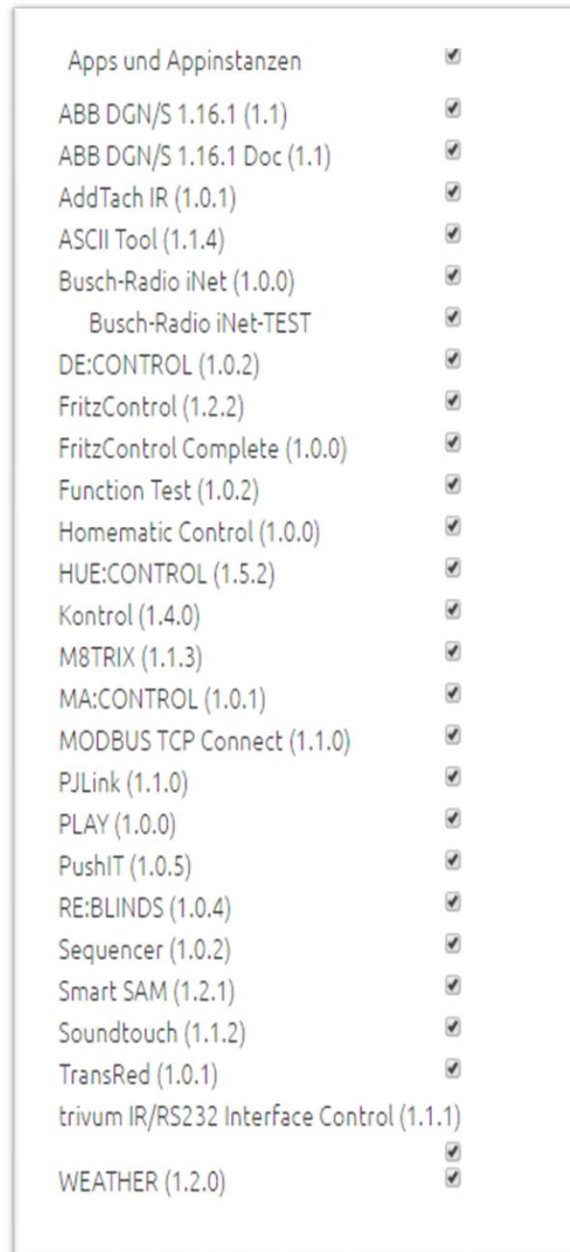 Apps und Appinstanzen
ABB DGN/S 1.16.1 (1.1)
ABB DGN/S 1.16.1 Doc (1.1)
AddTach IR (1.0.1)
ASCII Tool (1.1.4)
Busch-Radio iNet (1.0.0)
Busch-Radio iNet-TEST
DE:CONTROL (1.0.2)
FritzControl (1.2.2)
FritzControl Complete (1.0.0)
Function Test (1.0.2)
Homematic Control (1.0.0)
HUE:CONTROL (1.5.2)
Kontrol (1.4.0)
M8TRIX (1.1.3)
MA:CONTROL (1.0.1)
MODBUS TCP Connect (1.1.0)
PJLink (1.1.0)
PLAY (1.0.0)
PushIT (1.0.5)
RE:BLINDS (1.0.4)
Sequencer (1.0.2)
Smart SAM (1.2.1)
Soundtouch (1.1.2)
TransRed (1.0.1)
trivum IR/RS232 Interface Control (1.1.1)
WEATHER (1.2.0)